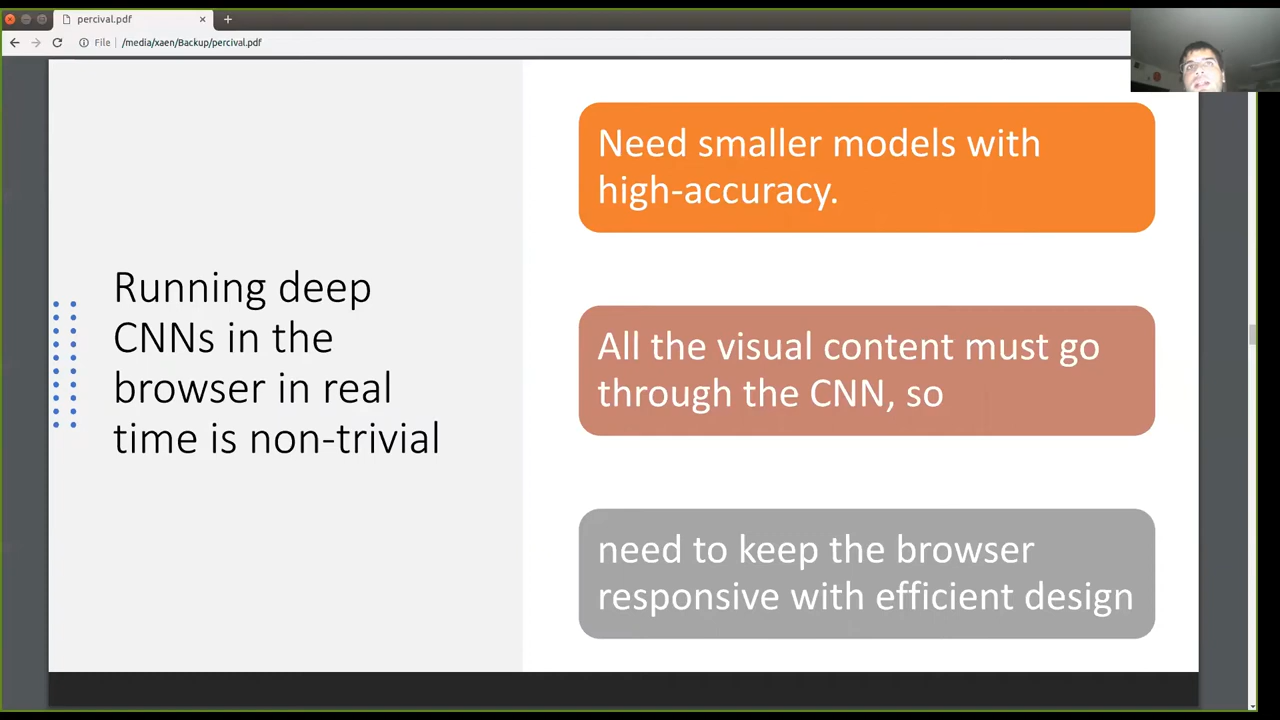 percival.pdf
File
/media/xaen/Backup/percival.pdf
Running deep
CNNs in the
browser in real
time is non-trivial
Need smaller models with
high-accuracy.
All the visual content must go
through the CNN, so
need to keep the browser
responsive with efficient design